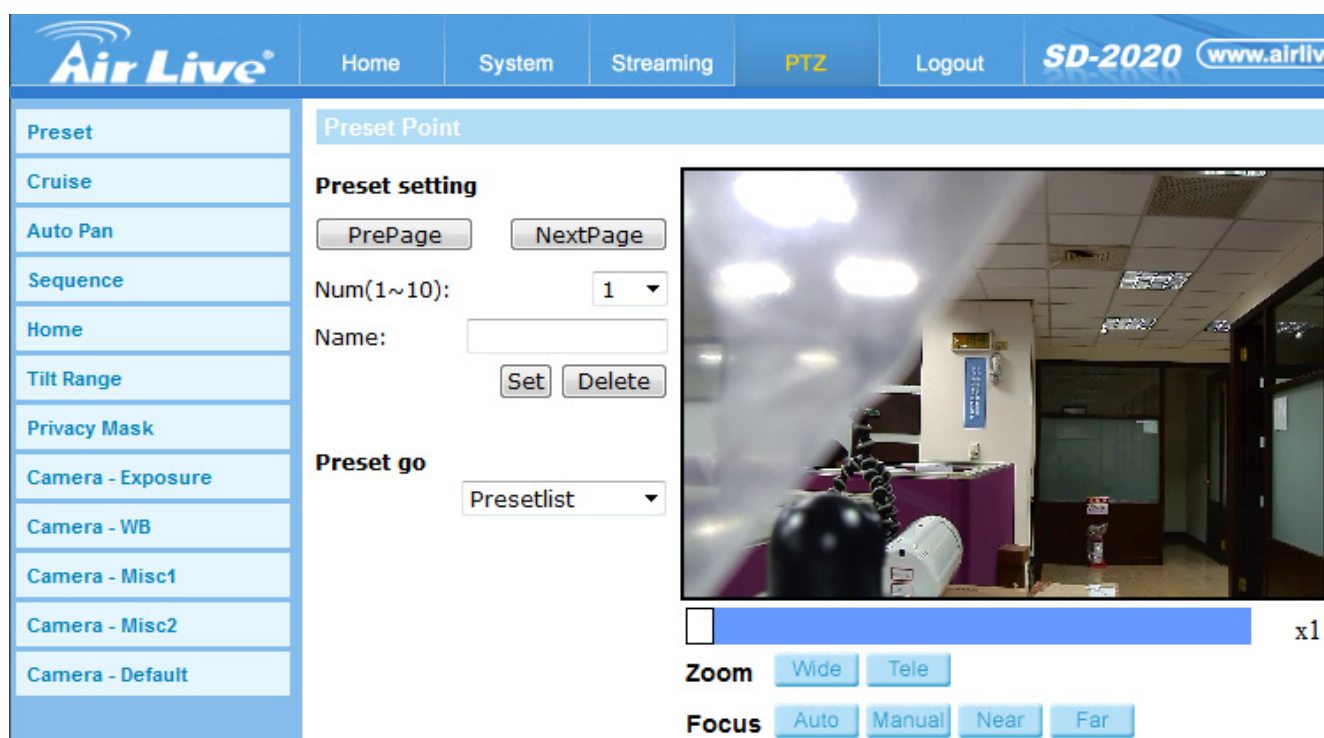 Air Live®
Home
System
Streaming
PTZ
Logout
SD-2020
www.airliv
Preset
Cruise
Auto Pan
Sequence
Home
Tilt Range
Privacy Mask
Camera - Exposure
Camera - WB
Camera - Misc1
Camera - Misc2
Camera - Default
Preset Point
Preset setting
PrePage NextPage
Num(1~10): 1
Name:
Set Delete
Preset go
Presetlist
x1
Zoom Wide Tele
Focus Auto Manual Near Far